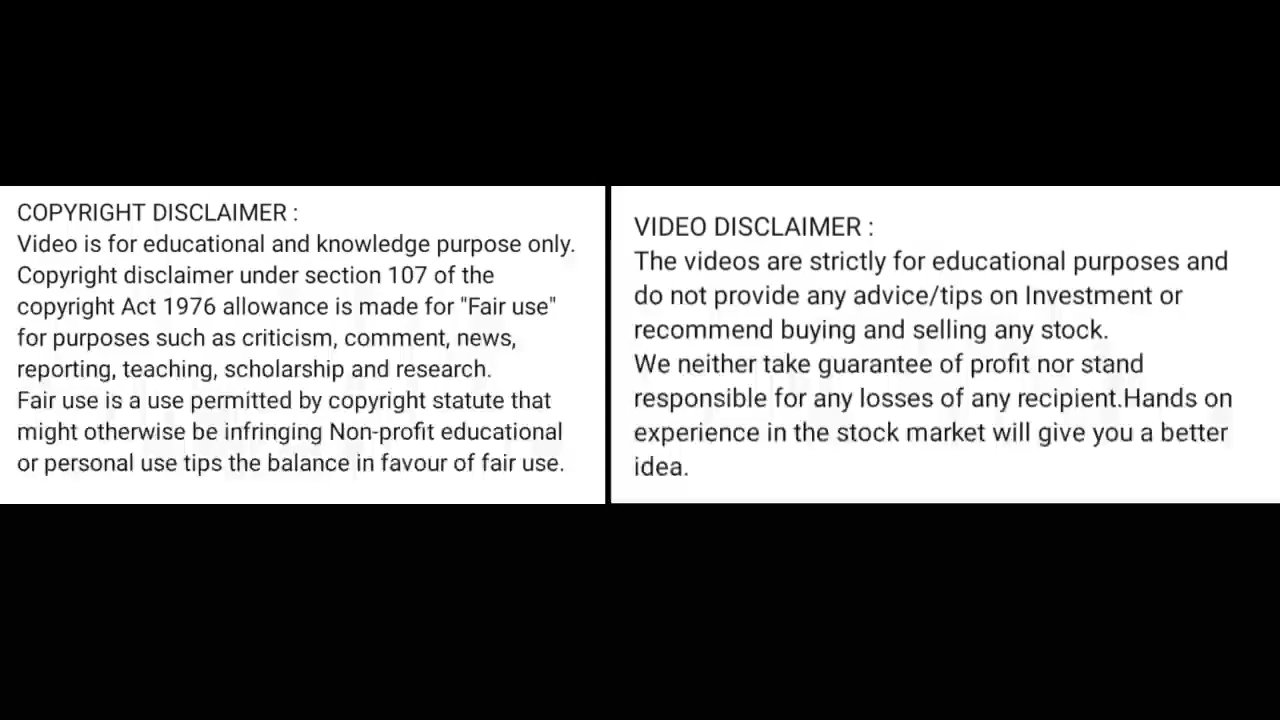 COPYRIGHT DISCLAIMER :
Video is for educational and knowledge purpose only.
Copyright disclaimer under section 107 of the
copyright Act 1976 allowance is made for "Fair use"
for purposes such as criticism, comment, news,
reporting, teaching, scholarship and research.
Fair use is a use permitted by copyright statute that
might otherwise be infringing Non-profit educational
or personal use tips the balance in favour of fair use.
VIDEO DISCLAIMER :
The videos are strictly for educational purposes and
do not provide any advice/tips on Investment or
recommend buying and selling any stock.
We neither take guarantee of profit nor stand
responsible for any losses of any recipient.Hands on
experience in the stock market will give you a better
idea.